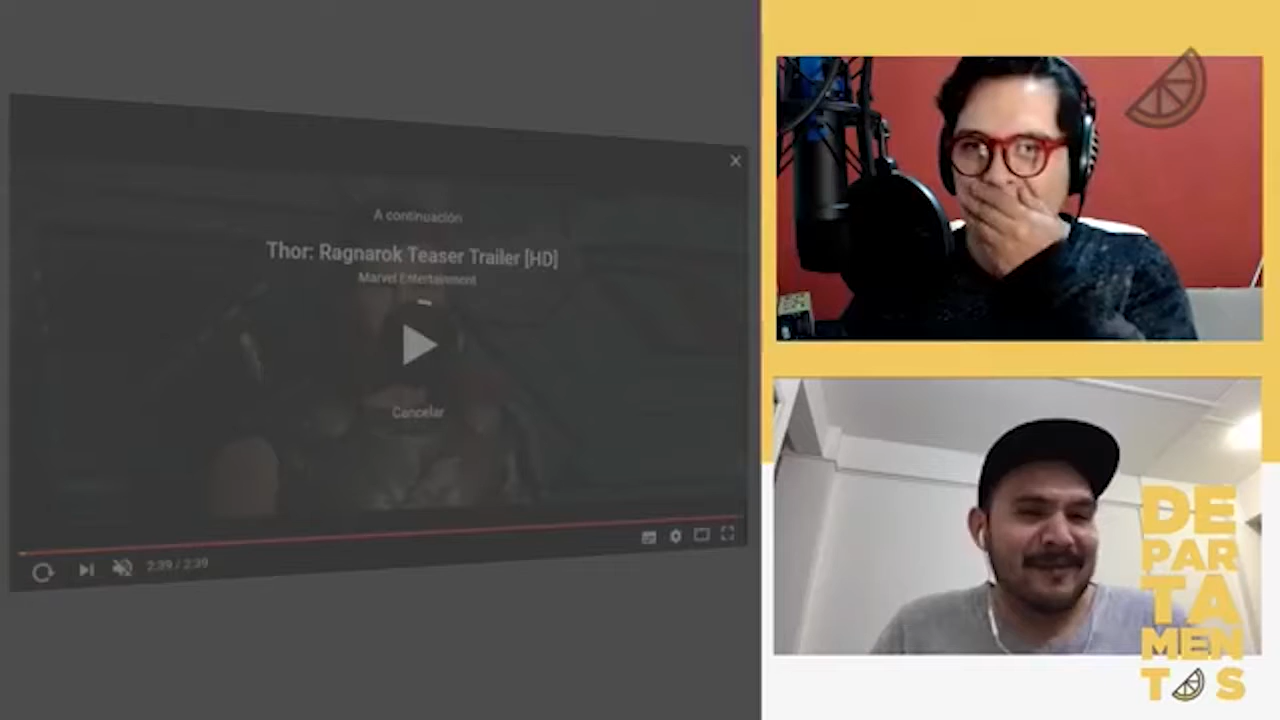 A continuación
Thor: Ragnarok Teaser Trailer [HD]
Marvel Entertainment
Cancelar
2:39 / 2:39
DE
PAR
TA
MEN
TOS